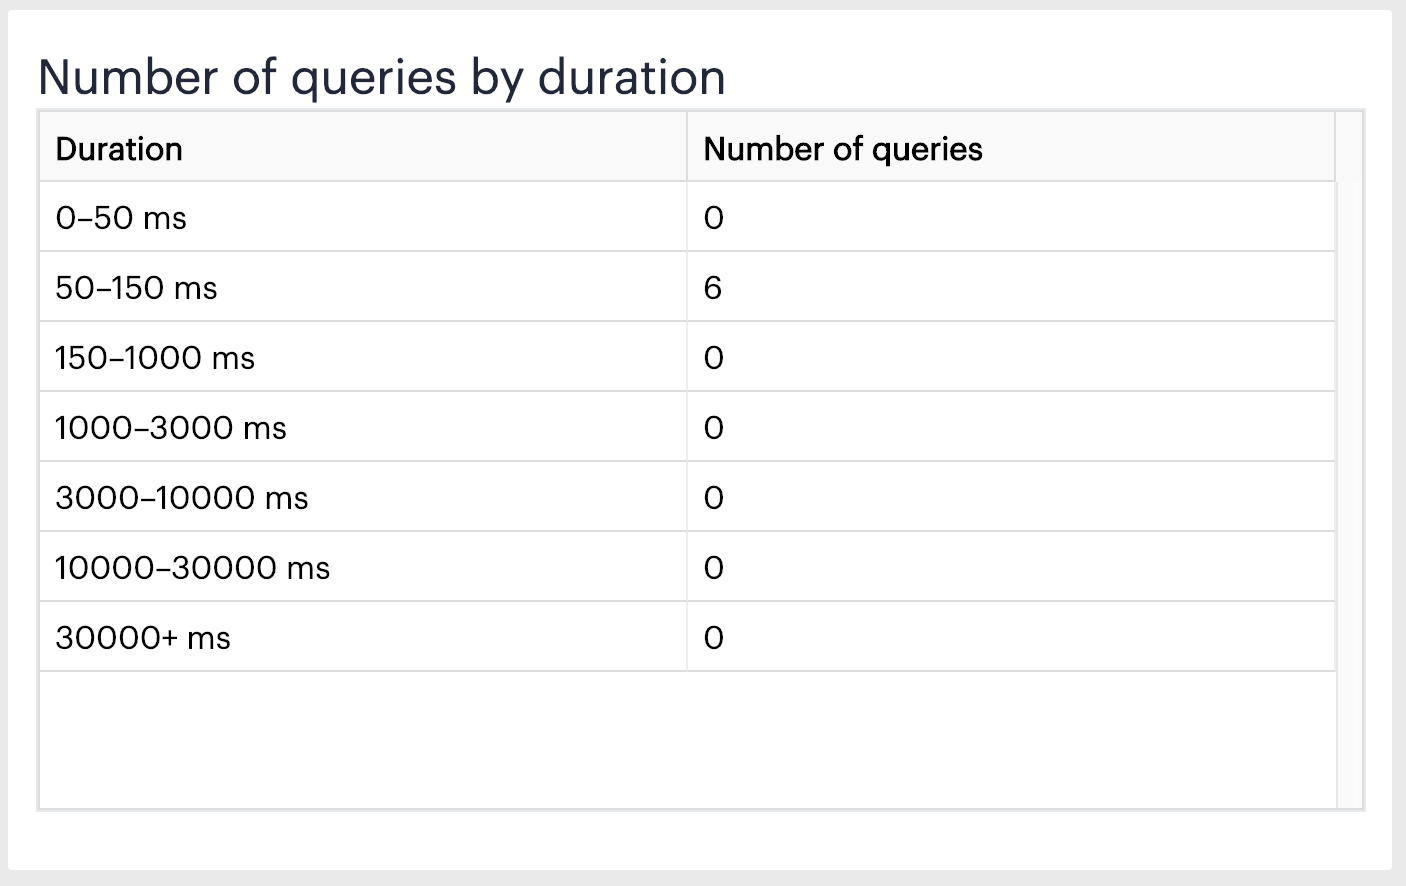 Number of queries by duration
Duration Number of queries
0–50 ms 0
50–150 ms 6
150–1000 ms 0
1000–3000 ms 0
3000–10000 ms 0
10000–30000 ms 0
30000+ ms 0